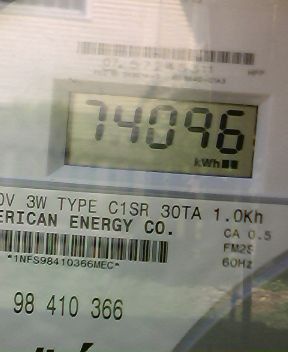 74096
kWh
0V 3W TYPE C1SR 30TA 1.0Kh
ERICAN ENERGY CO.
CA 0.5
FM2S
60Hz
*1NFS98410366MEC*
98 410 366